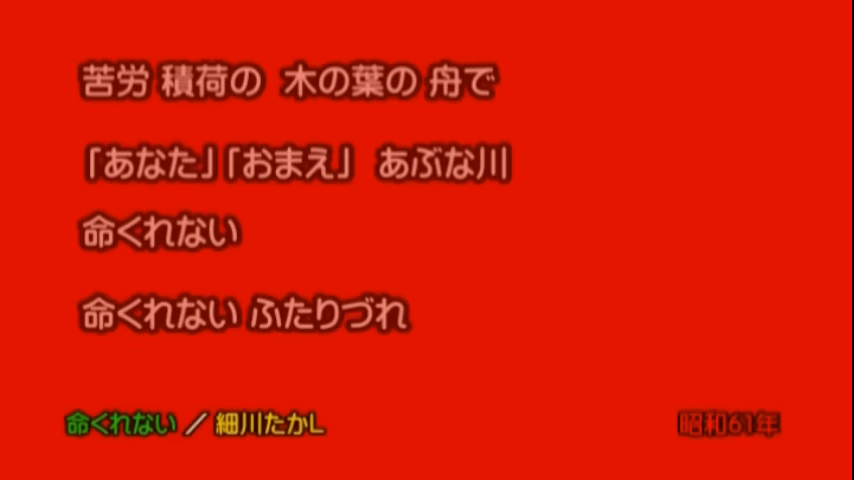 苦労 積荷の 木の葉の 舟で
「あなた」「おまえ」 あぶな川
命くれない
命くれない ふたりづれ
命くれない ／ 細川たかし 昭和61年